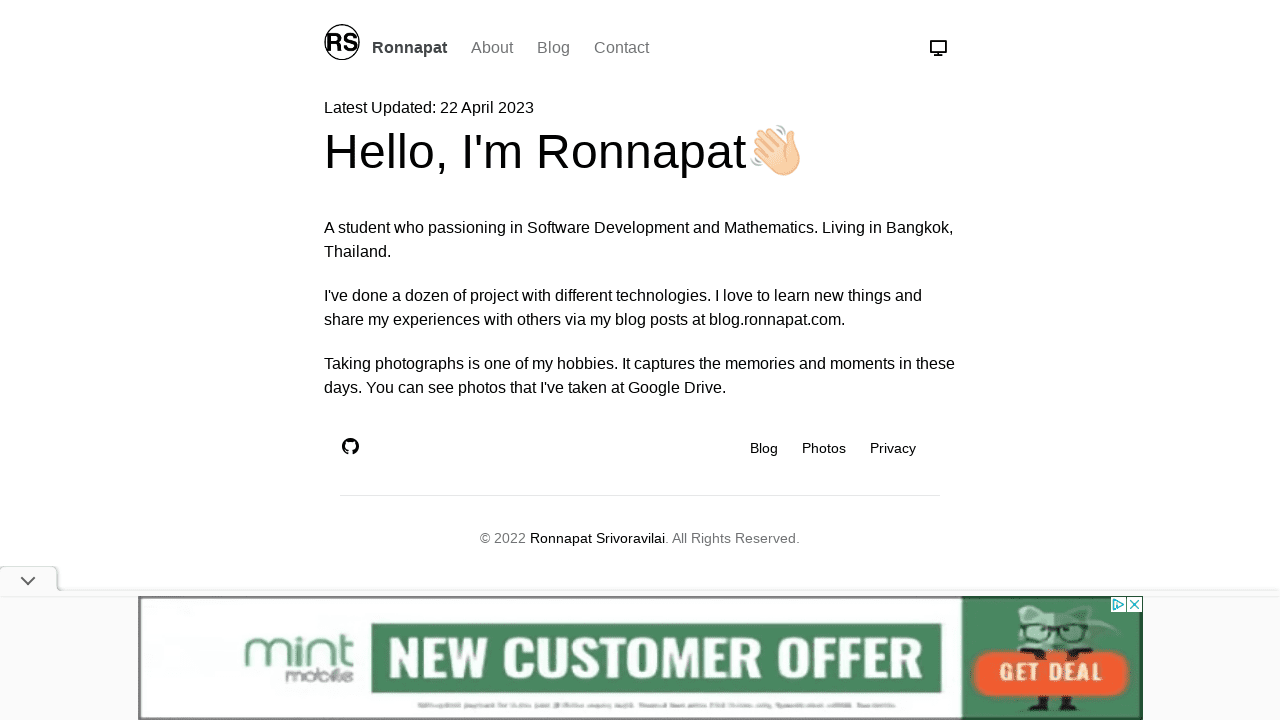 RS
Ronnapat About Blog Contact
Latest Updated: 22 April 2023
Hello, I'm Ronnapat👋🏻
A student who passioning in Software Development and Mathematics. Living in Bangkok,
Thailand.
I've done a dozen of project with different technologies. I love to learn new things and
share my experiences with others via my blog posts at blog.ronnapat.com.
Taking photographs is one of my hobbies. It captures the memories and moments in these
days. You can see photos that I've taken at Google Drive.
Blog Photos Privacy
© 2022 Ronnapat Srivoravilai. All Rights Reserved.
mint
mobile
NEW CUSTOMER OFFER
GET DEAL